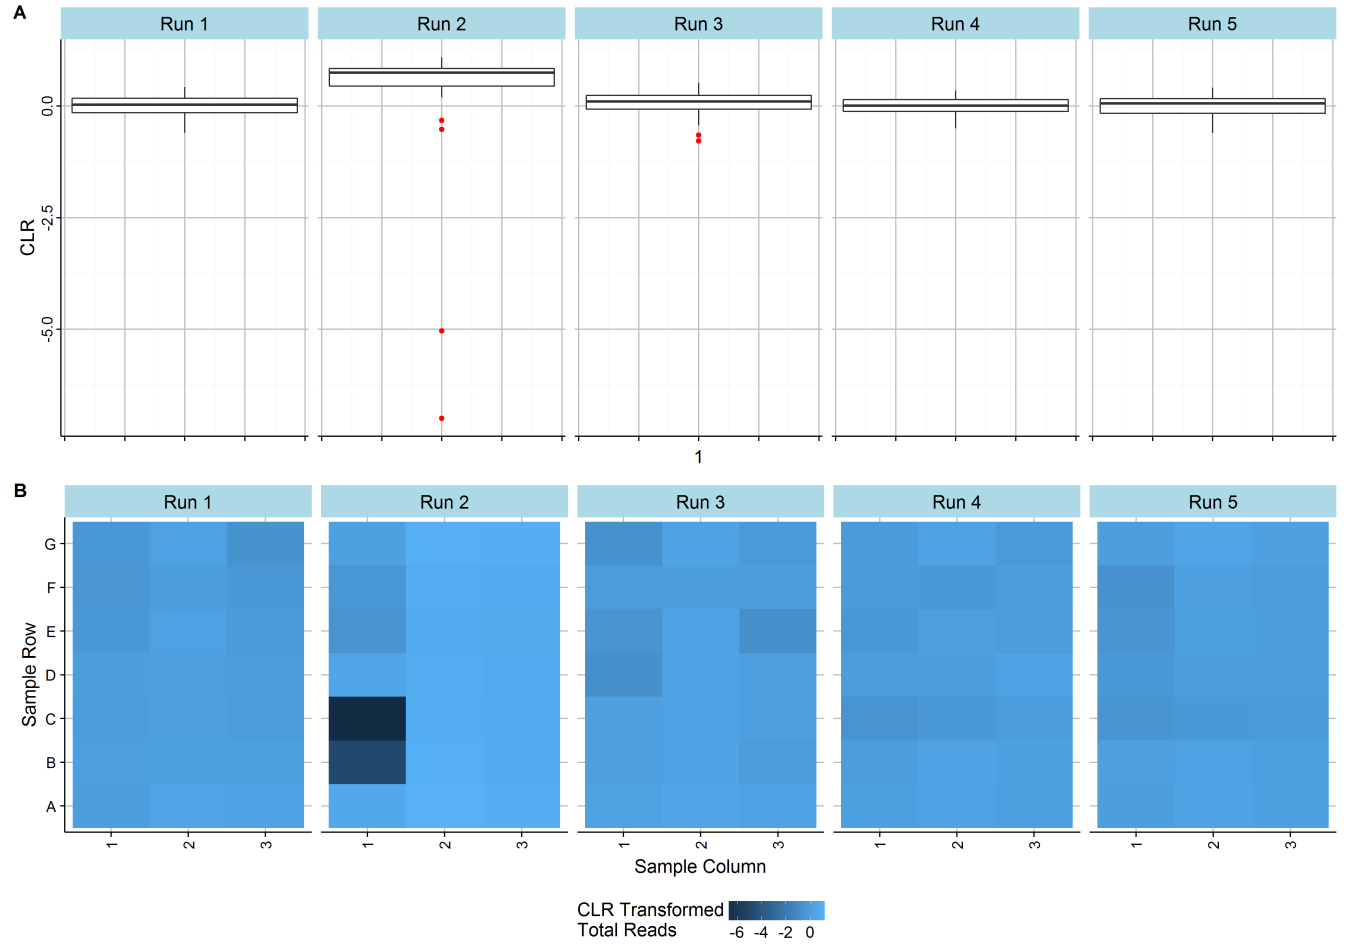 A
Run 1 Run 2 Run 3 Run 4 Run 5
0.0
-2.5
-5.0
CLR
1
B
Run 1 Run 2 Run 3 Run 4 Run 5
G
F
E
D
C
B
A
Sample Row
1 2 3 1 2 3 1 2 3 1 2 3 1 2 3
Sample Column
CLR Transformed
Total Reads
-6 -4 -2 0